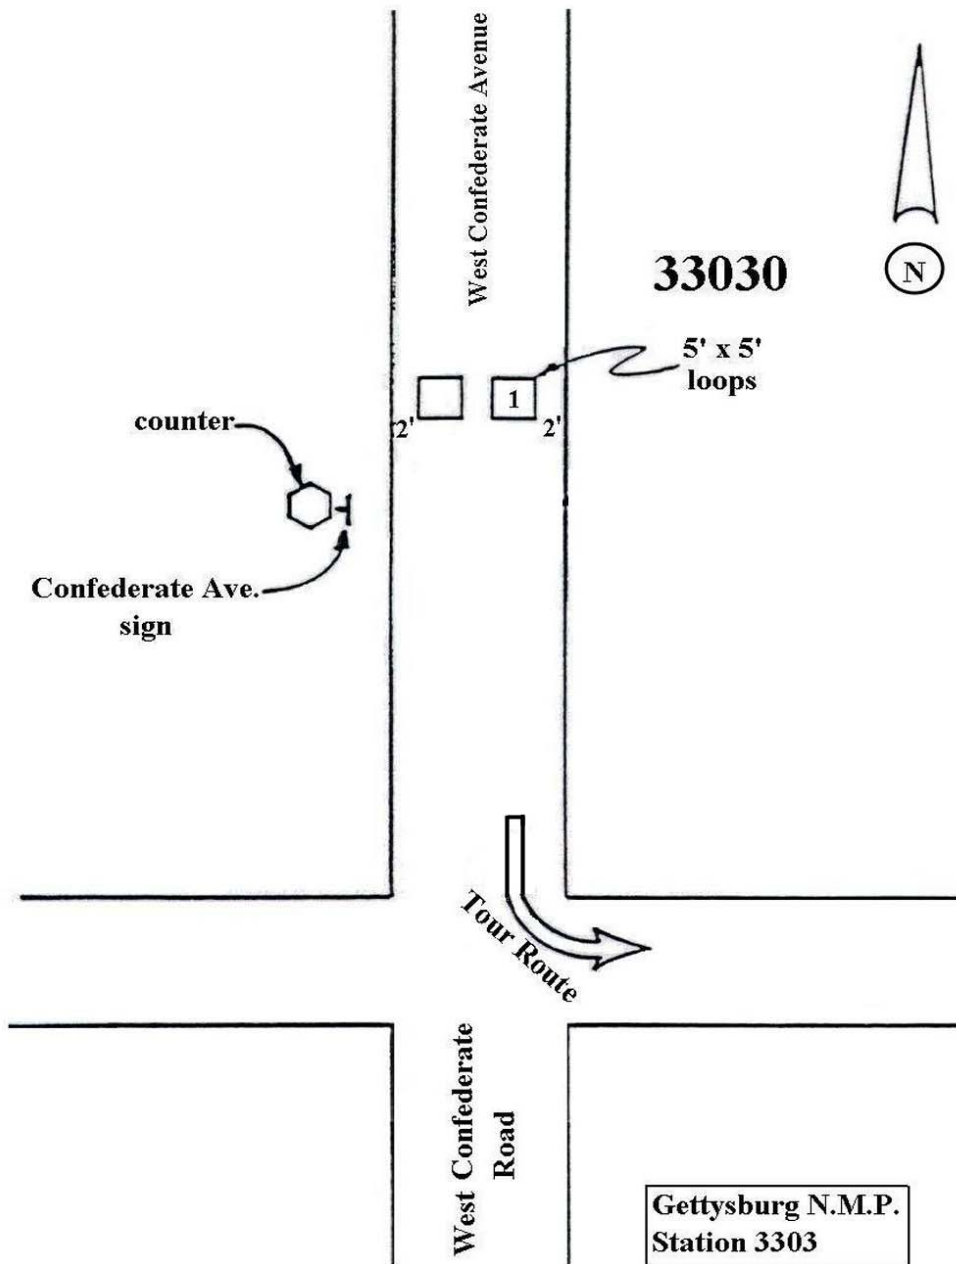 West Confederate Avenue
N
33030
5' x 5'
loops
1
2'
2'
counter
Confederate Ave.
sign
Tour Route
West Confederate
Road
Gettysburg N.M.P.
Station 3303